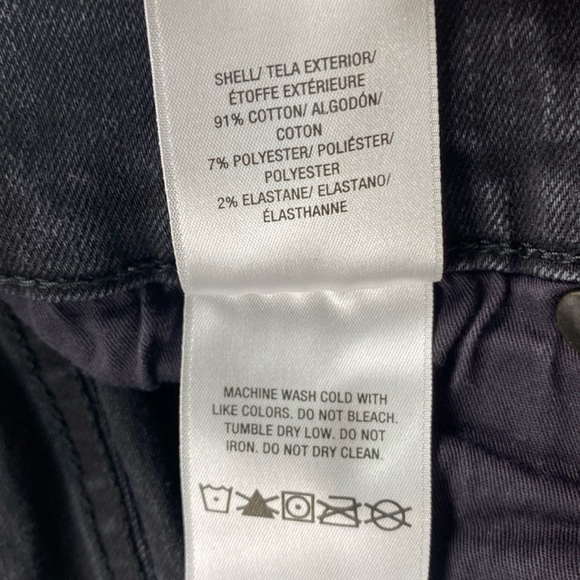 SHELL/ TELA EXTERIOR/
ÉTOFFE EXTÉRIEURE
91% COTTON/ ALGODÓN/
COTON
7% POLYESTER/ POLIÉSTER/
POLYESTER
2% ELASTANE/ ELASTANO/
ÉLASTHANNE
MACHINE WASH COLD WITH
LIKE COLORS. DO NOT BLEACH.
TUMBLE DRY LOW. DO NOT
IRON. DO NOT DRY CLEAN.